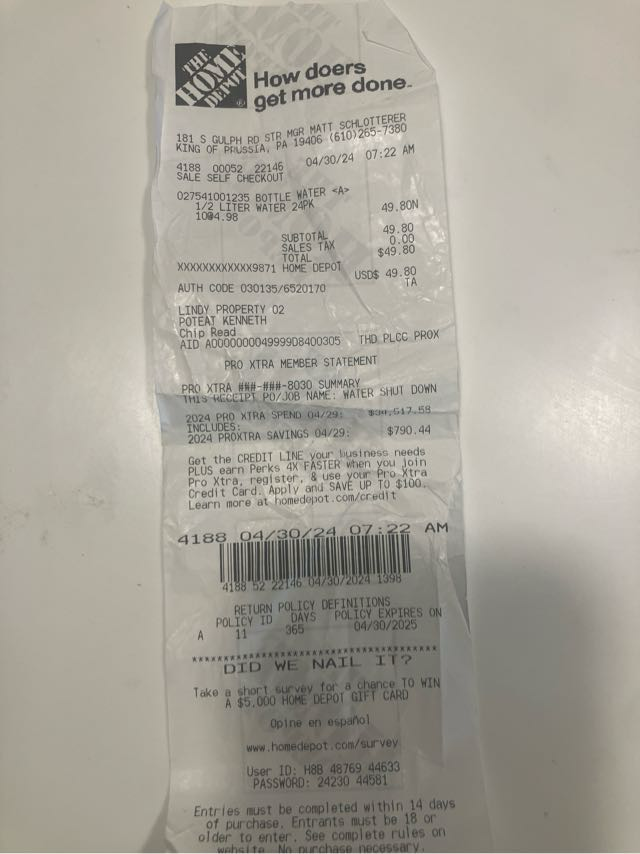 THE
HOME
DEPOT
®
How doers
get more done.
181 S GULPH RD STR MGR MATT SCHLOTTERER
KING OF PRUSSIA, PA 19406 (610)265-7380
4188 00052 22146 04/30/24 07:22 AM
SALE SELF CHECKOUT
027541001235 BOTTLE WATER <A>
1/2 LITER WATER 24PK
10@4.98 49.80N
SUBTOTAL 49.80
SALES TAX 0.00
TOTAL $49.80
XXXXXXXXXXXX9871 HOME DEPOT
USD$ 49.80
AUTH CODE 030135/6520170 TA
LINDY PROPERTY 02
POTEAT KENNETH
Chip Read
AID A0000000049999D8400305 THD PLCC PROX
PRO XTRA MEMBER STATEMENT
PRO XTRA ###-###-8030 SUMMARY
THIS RECEIPT PO/JOB NAME: WATER SHUT DOWN
2024 PRO XTRA SPEND 04/29: $34,517.58
INCLUDES:
2024 PROXTRA SAVINGS 04/29: $790.44
Get the CREDIT LINE your business needs
PLUS earn Perks 4X FASTER when you join
Pro Xtra, register, & use your Pro Xtra
Credit Card. Apply and SAVE UP TO $100.
Learn more at homedepot.com/credit
4188 04/30/24 07:22 AM
4188 52 22146 04/30/2024 1398
RETURN POLICY DEFINITIONS
POLICY ID DAYS POLICY EXPIRES ON
A 11 365 04/30/2025
****************************************
DID WE NAIL IT?
Take a short survey for a chance TO WIN
A $5,000 HOME DEPOT GIFT CARD
Opine en español
www.homedepot.com/survey
User ID: H8B 48769 44633
PASSWORD: 24230 44581
Entries must be completed within 14 days
of purchase. Entrants must be 18 or
older to enter. See complete rules on
website. No purchase necessary.